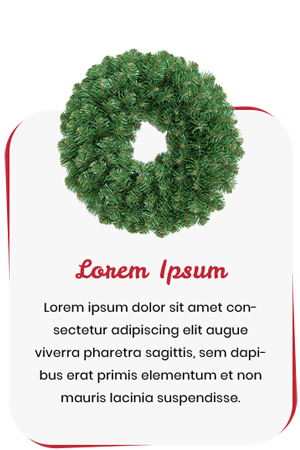 Lorem Ipsum
Lorem ipsum dolor sit amet con-
sectetur adipiscing elit augue
viverra pharetra sagittis, sem dapi-
bus erat primis elementum et non
mauris lacinia suspendisse.